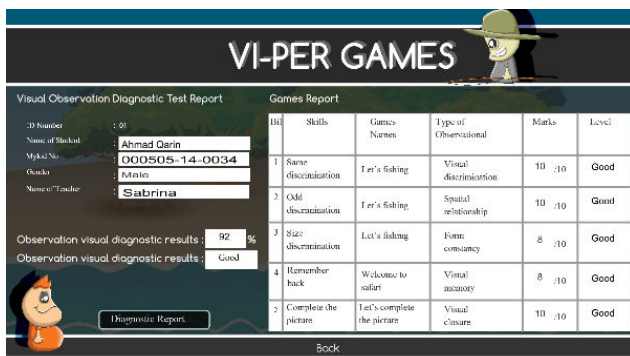 VI-PER GAMES
Visual Observation Diagnostic Test Report
ID Number : 01
Name of Student : Ahmad Qarin
Mykid No : 000505-14-0034
Gender : Male
Name of Teacher : Sabrina
Observation visual diagnostic results : 92 %
Observation visual diagnostic results : Good
Diagnostic Report
Games Report
Bil Skills Games Names Type of Observational Marks Level
1 Same discrimination Let's fishing Visual discrimination 10 /10 Good
2 Odd discrimination Let's fishing Spatial relationship 10 /10 Good
3 Size discrimination Let's fishing Form constancy 8 /10 Good
4 Remember back Welcome to safari Visual memory 8 /10 Good
5 Complete the picture Let's complete the picture Visual closure 10 /10 Good
Back